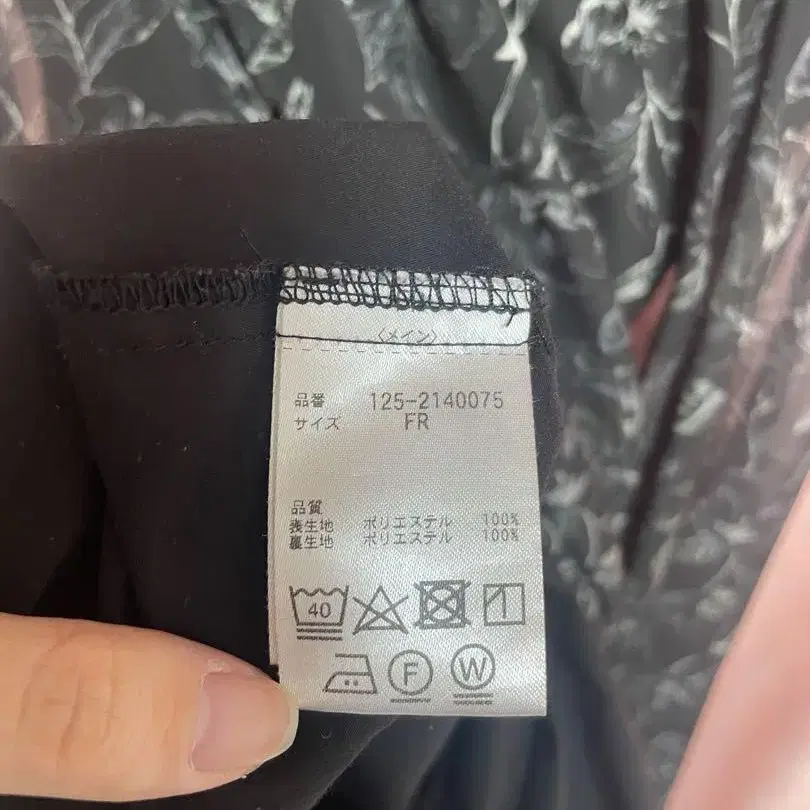 〈メイン〉
品番 125-2140075
サイズ FR
品質
表生地 ポリエステル 100%
裏生地 ポリエステル 100%
40
F W